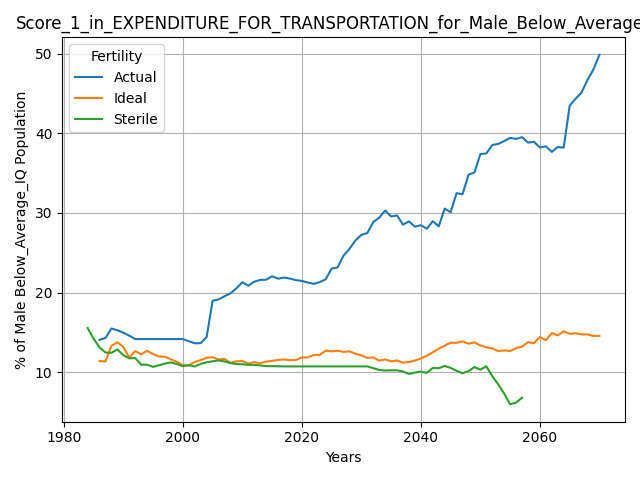 Score_1_in_EXPENDITURE_FOR_TRANSPORTATION_for_Male_Below_Average
Fertility
Actual
Ideal
Sterile
% of Male Below_Average_IQ Population
50
40
30
20
10
1980 2000 2020 2040 2060
Years